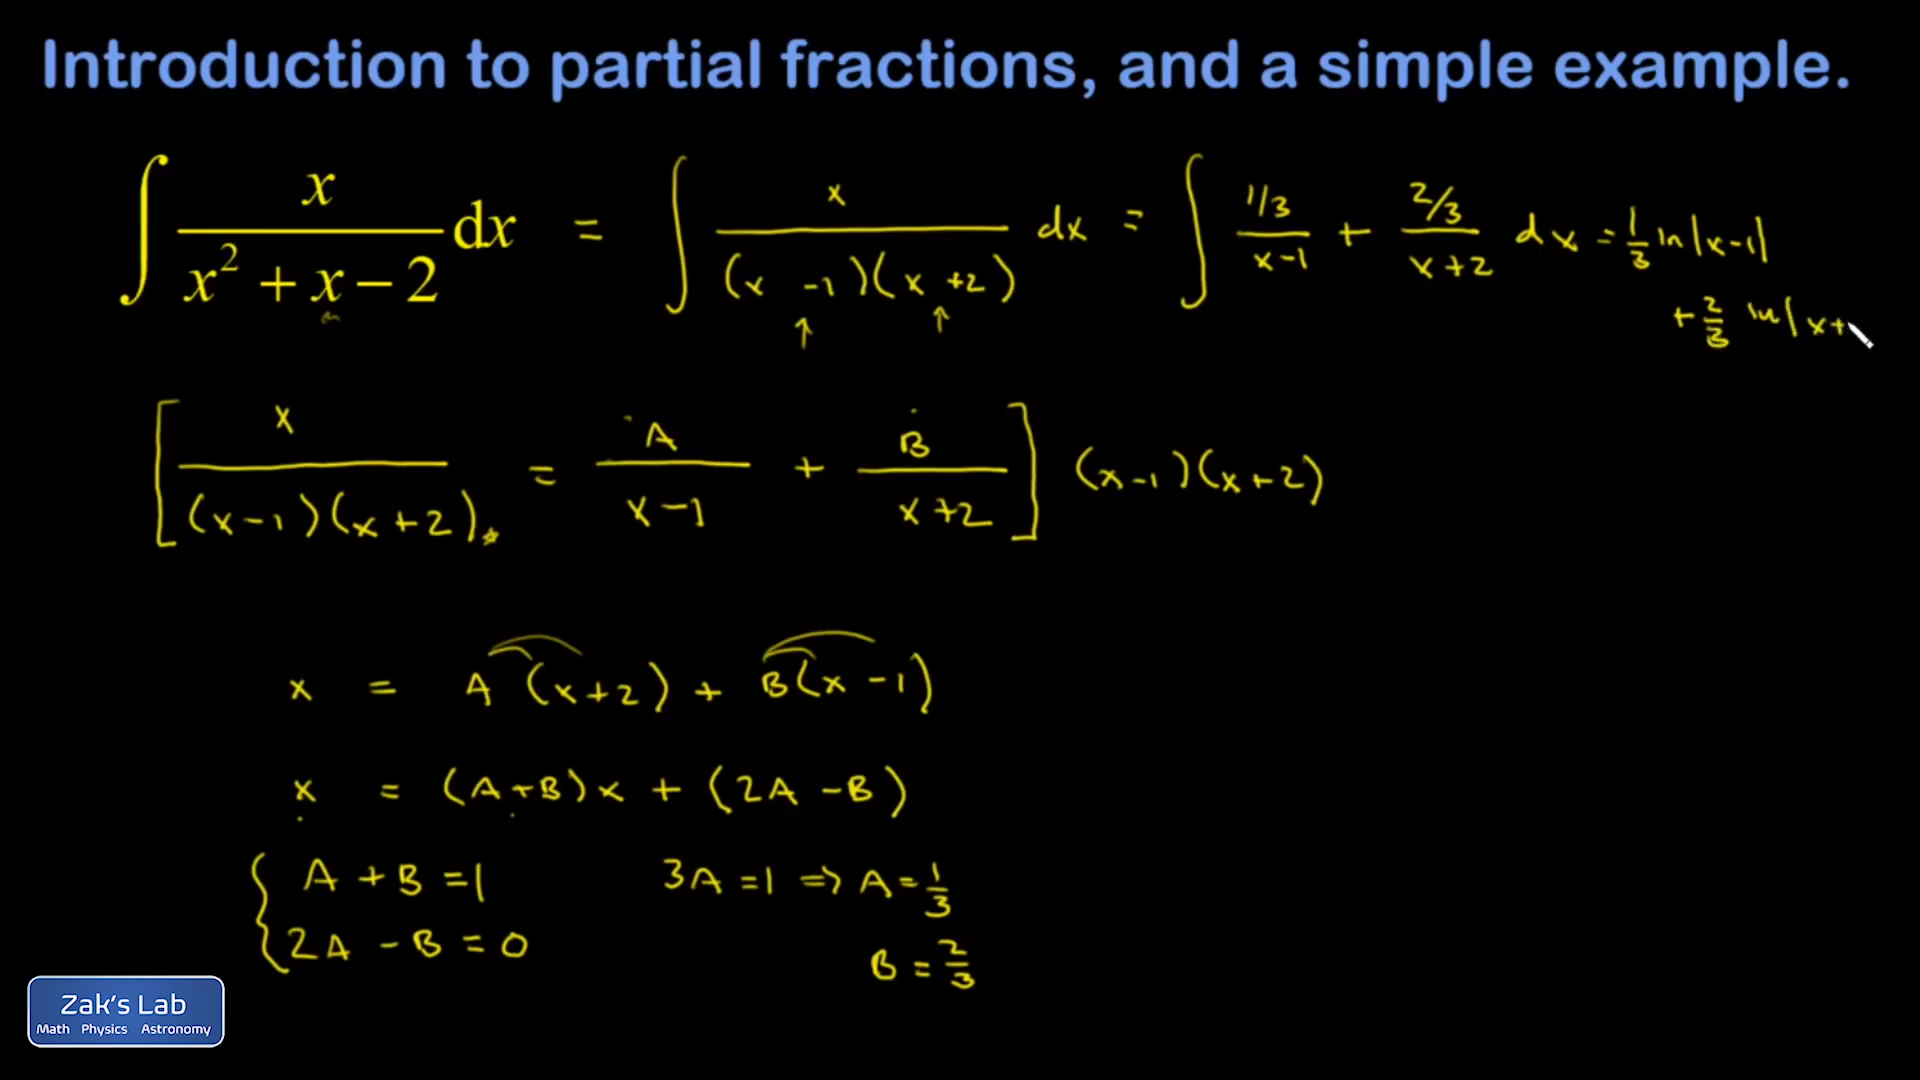 Introduction to partial fractions, and a simple example.
∫ x / (x² + x − 2) dx = ∫ x / ((x −1)(x +2)) dx = ∫ (1/3)/(x−1) + (2/3)/(x+2) dx = 1/3 ln|x−1|
+ 2/3 ln|x+
[ x / ((x−1)(x+2)) = A/(x−1) + B/(x+2) ] (x−1)(x+2)
x = A (x+2) + B(x −1)
x = (A+B)x + (2A −B)
A + B =1 3A =1 ⇒ A = 1/3
2A − B = 0
B = 2/3
Zak's Lab
Math Physics Astronomy